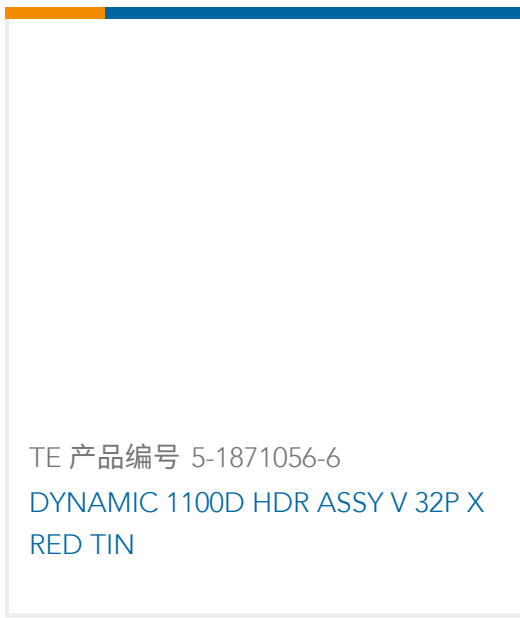 TE 产品编号 5-1871056-6
DYNAMIC 1100D HDR ASSY V 32P X
RED TIN